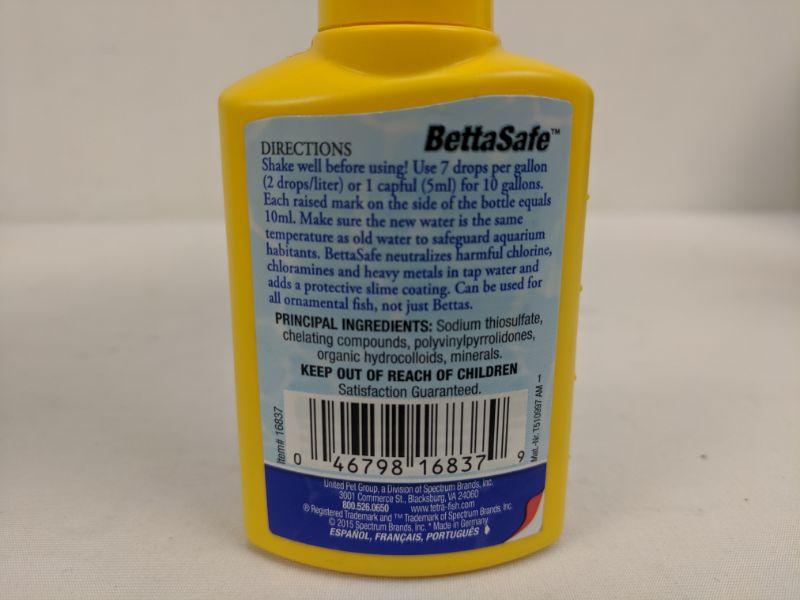 BettaSafe™
DIRECTIONS
Shake well before using! Use 7 drops per gallon
(2 drops/liter) or 1 capful (5ml) for 10 gallons.
Each raised mark on the side of the bottle equals
10ml. Make sure the new water is the same
temperature as old water to safeguard aquarium
habitants. BettaSafe neutralizes harmful chlorine,
chloramines and heavy metals in tap water and
adds a protective slime coating. Can be used for
all ornamental fish, not just Bettas.
PRINCIPAL INGREDIENTS: Sodium thiosulfate,
chelating compounds, polyvinylpyrrolidones,
organic hydrocolloids, minerals.
KEEP OUT OF REACH OF CHILDREN
Satisfaction Guaranteed.
Item# 16837
0 46798 16837 9
Mat.-Nr. T510997 AM 1
United Pet Group, a Division of Spectrum Brands, Inc.
3001 Commerce St., Blacksburg, VA 24060
800.526.0650 www.tetra-fish.com
® Registered Trademark and ™ Trademark of Spectrum Brands, Inc.
© 2015 Spectrum Brands, Inc. * Made in Germany
ESPAÑOL, FRANÇAIS, PORTUGUÊS